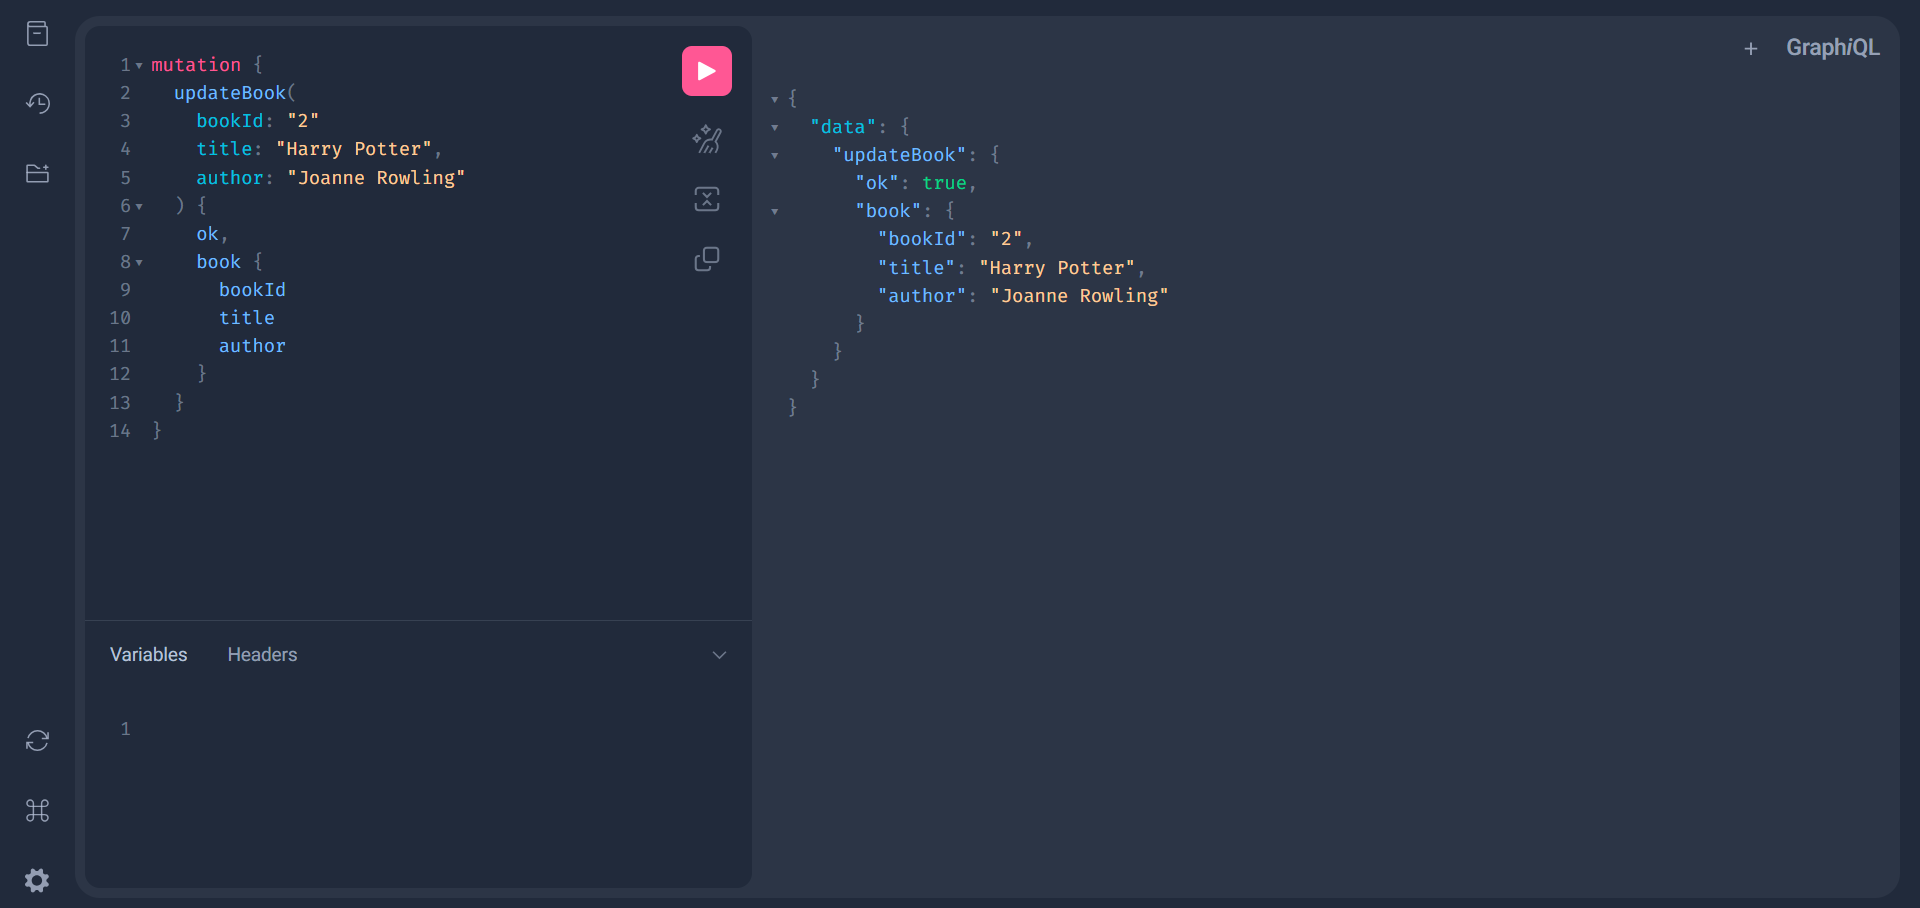 1 mutation {
2   updateBook(
3     bookId: "2"
4     title: "Harry Potter",
5     author: "Joanne Rowling"
6   ) {
7     ok,
8     book {
9       bookId
10       title
11       author
12     }
13   }
14 }
Variables Headers
1
GraphiQL
{
  "data": {
    "updateBook": {
      "ok": true,
      "book": {
        "bookId": "2",
        "title": "Harry Potter",
        "author": "Joanne Rowling"
      }
    }
  }
}